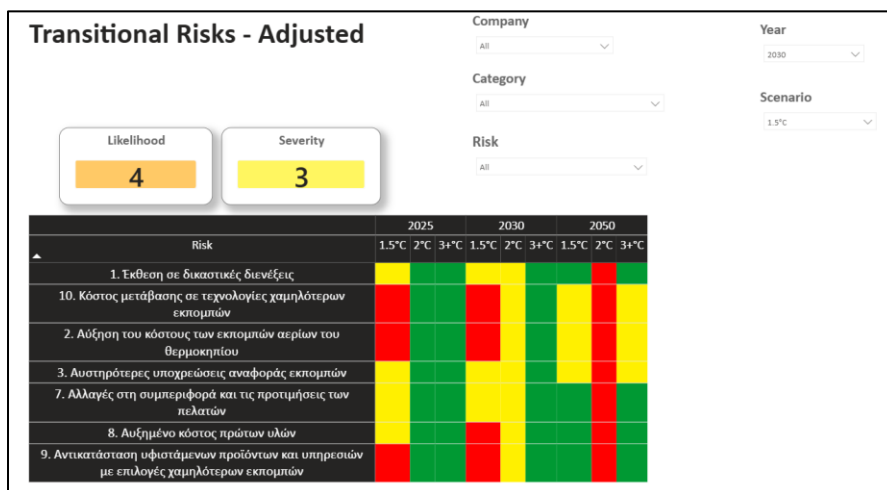 Transitional Risks - Adjusted
Company
All
Year
2030
Category
All
Scenario
1.5°C
Risk
All
Likelihood
4
Severity
3
2025 2030 2050
Risk 1.5°C 2°C 3+°C 1.5°C 2°C 3+°C 1.5°C 2°C 3+°C
1. Έκθεση σε δικαστικές διενέξεις
10. Κόστος μετάβασης σε τεχνολογίες χαμηλότερων
εκπομπών
2. Αύξηση του κόστους των εκπομπών αερίων του
θερμοκηπίου
3. Αυστηρότερες υποχρεώσεις αναφοράς εκπομπών
7. Αλλαγές στη συμπεριφορά και τις προτιμήσεις των
πελατών
8. Αυξημένο κόστος πρώτων υλών
9. Αντικατάσταση υφιστάμενων προϊόντων και υπηρεσιών
με επιλογές χαμηλότερων εκπομπών